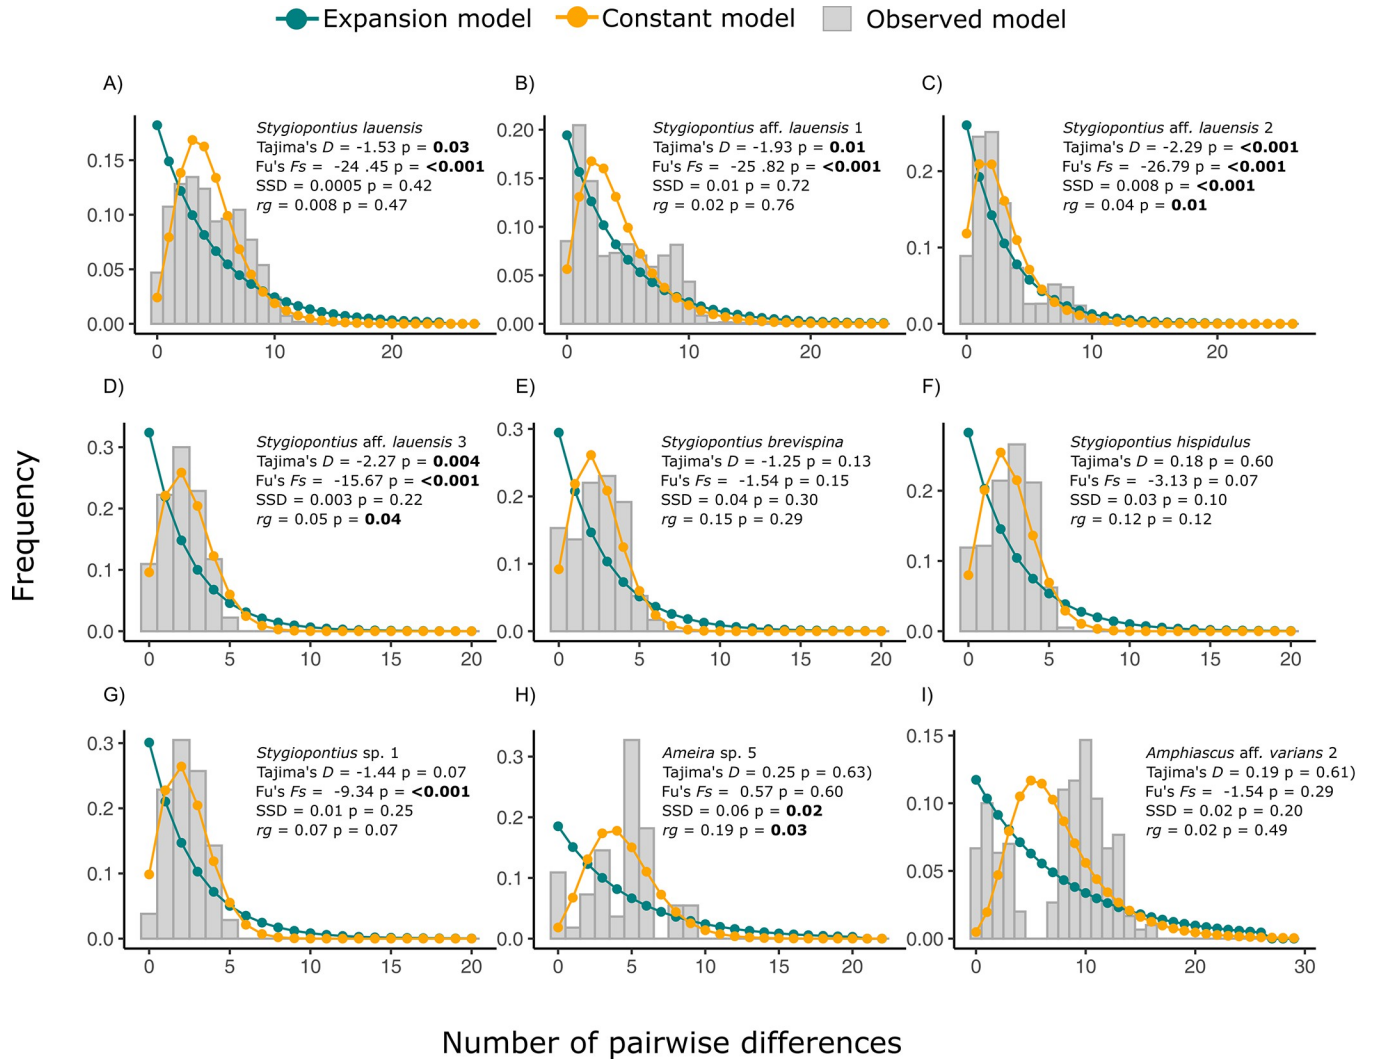 Expansion model Constant model Observed model
A)
Stygiopontius lauensis
Tajima's D = -1.53 p = 0.03
Fu's Fs = -24 .45 p = <0.001
SSD = 0.0005 p = 0.42
rg = 0.008 p = 0.47
0.15
0.10
0.05
0.00
0 10 20
B)
Stygiopontius aff. lauensis 1
Tajima's D = -1.93 p = 0.01
Fu's Fs = -25 .82 p = <0.001
SSD = 0.01 p = 0.72
rg = 0.02 p = 0.76
0.20
0.15
0.10
0.05
0.00
0 10 20
C)
Stygiopontius aff. lauensis 2
Tajima's D = -2.29 p = <0.001
Fu's Fs = -26.79 p = <0.001
SSD = 0.008 p = <0.001
rg = 0.04 p = 0.01
0.2
0.1
0.0
0 10 20
D)
Stygiopontius aff. lauensis 3
Tajima's D = -2.27 p = 0.004
Fu's Fs = -15.67 p = <0.001
SSD = 0.003 p = 0.22
rg = 0.05 p = 0.04
0.3
0.2
0.1
0.0
0 5 10 15 20
E)
Stygiopontius brevispina
Tajima's D = -1.25 p = 0.13
Fu's Fs = -1.54 p = 0.15
SSD = 0.04 p = 0.30
rg = 0.15 p = 0.29
0.3
0.2
0.1
0.0
0 5 10 15 20
F)
Stygiopontius hispidulus
Tajima's D = 0.18 p = 0.60
Fu's Fs = -3.13 p = 0.07
SSD = 0.03 p = 0.10
rg = 0.12 p = 0.12
0.2
0.1
0.0
0 5 10 15 20
G)
Stygiopontius sp. 1
Tajima's D = -1.44 p = 0.07
Fu's Fs = -9.34 p = <0.001
SSD = 0.01 p = 0.25
rg = 0.07 p = 0.07
0.3
0.2
0.1
0.0
0 5 10 15 20
H)
Ameira sp. 5
Tajima's D = 0.25 p = 0.63)
Fu's Fs = 0.57 p = 0.60
SSD = 0.06 p = 0.02
rg = 0.19 p = 0.03
0.3
0.2
0.1
0.0
0 5 10 15 20
I)
Amphiascus aff. varians 2
Tajima's D = 0.19 p = 0.61)
Fu's Fs = -1.54 p = 0.29
SSD = 0.02 p = 0.20
rg = 0.02 p = 0.49
0.15
0.10
0.05
0.00
0 10 20 30
Frequency
Number of pairwise differences